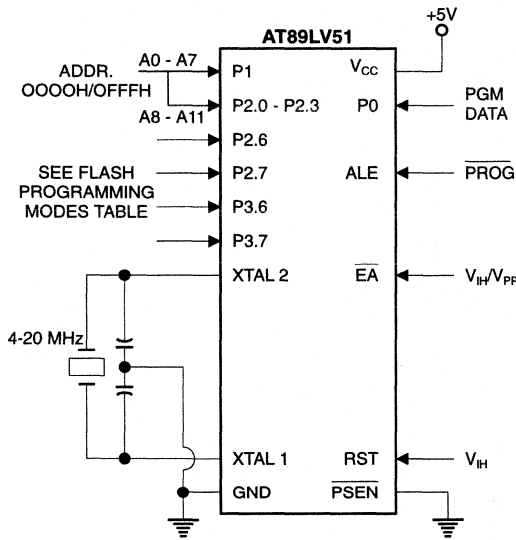 +5V
AT89LV51
A0 - A7
ADDR.
OOOOH/OFFFH
P1
VCC
A8 - A11
P2.0 - P2.3
P0
PGM
DATA
P2.6
SEE FLASH
PROGRAMMING
MODES TABLE
P2.7
ALE
PROG
P3.6
P3.7
XTAL 2
EA
VIH/VPP
4-20 MHz
XTAL 1
RST
VIH
GND
PSEN